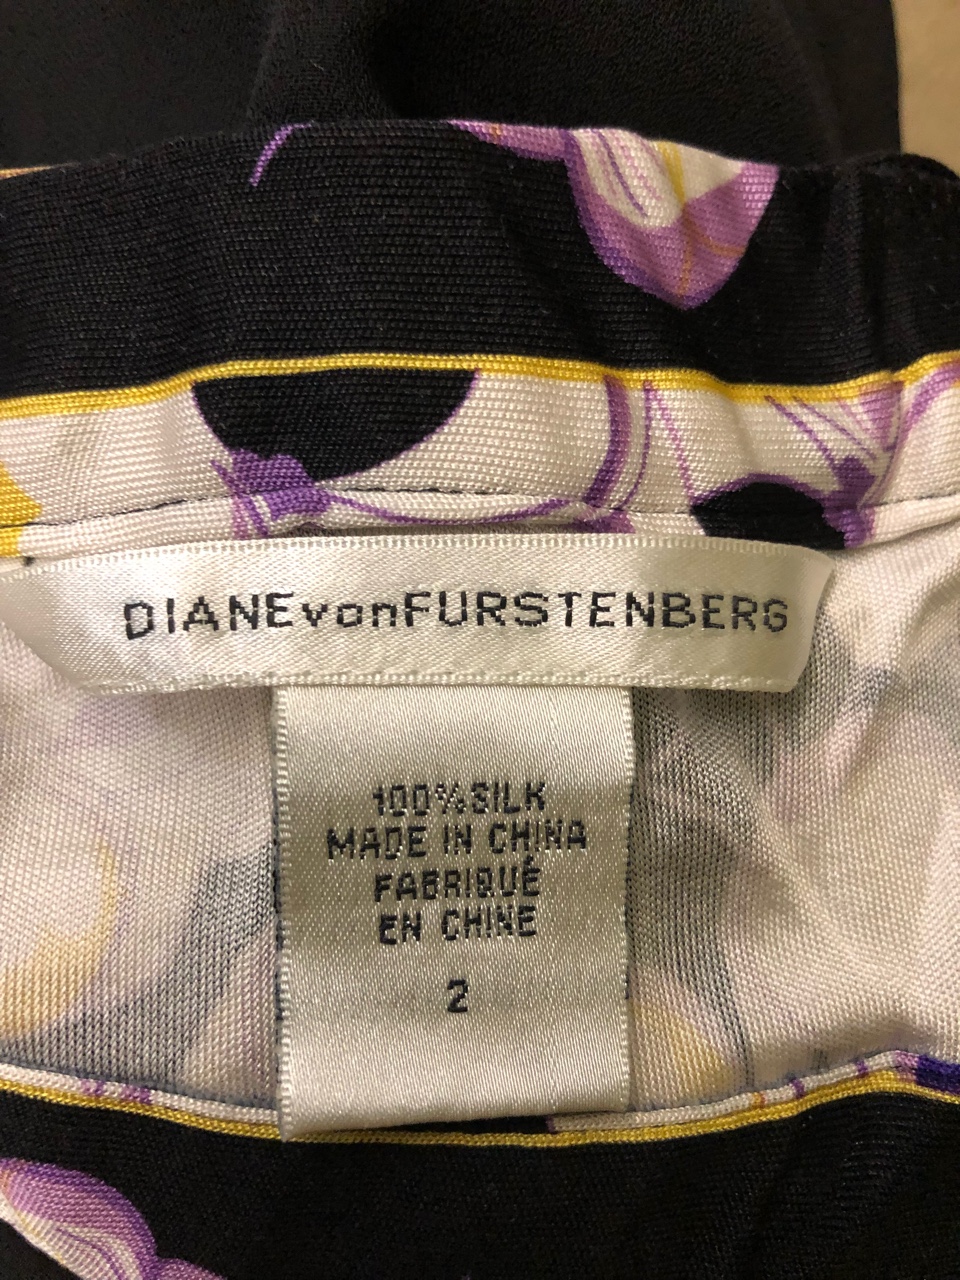 DIANEvonFURSTENBERG
100% SILK
MADE IN CHINA
FABRIQUÉ
EN CHINE
2